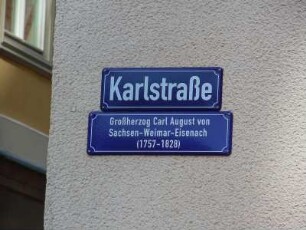 Karlstraße
Großherzog Carl August von
Sachsen-Weimar-Eisenach
(1757-1828)